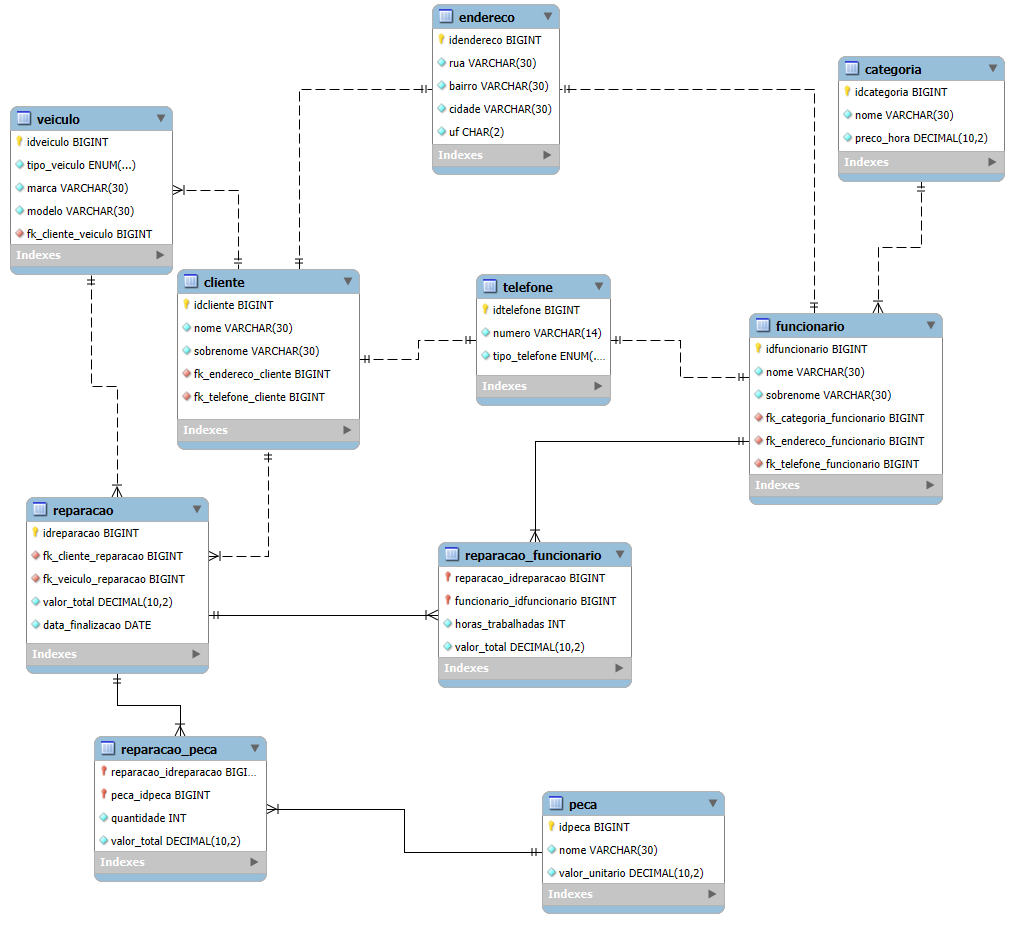 endereco
idendereco BIGINT
rua VARCHAR(30)
bairro VARCHAR(30)
cidade VARCHAR(30)
uf CHAR(2)
Indexes
categoria
idcategoria BIGINT
nome VARCHAR(30)
preco_hora DECIMAL(10,2)
Indexes
veiculo
idveiculo BIGINT
tipo_veiculo ENUM(...)
marca VARCHAR(30)
modelo VARCHAR(30)
fk_cliente_veiculo BIGINT
Indexes
cliente
idcliente BIGINT
nome VARCHAR(30)
sobrenome VARCHAR(30)
fk_endereco_cliente BIGINT
fk_telefone_cliente BIGINT
Indexes
telefone
idtelefone BIGINT
numero VARCHAR(14)
tipo_telefone ENUM(...
Indexes
funcionario
idfuncionario BIGINT
nome VARCHAR(30)
sobrenome VARCHAR(30)
fk_categoria_funcionario BIGINT
fk_endereco_funcionario BIGINT
fk_telefone_funcionario BIGINT
Indexes
reparacao
idreparacao BIGINT
fk_cliente_reparacao BIGINT
fk_veiculo_reparacao BIGINT
valor_total DECIMAL(10,2)
data_finalizacao DATE
Indexes
reparacao_funcionario
reparacao_idreparacao BIGINT
funcionario_idfuncionario BIGINT
horas_trabalhadas INT
valor_total DECIMAL(10,2)
Indexes
reparacao_peca
reparacao_idreparacao BIGI...
peca_idpeca BIGINT
quantidade INT
valor_total DECIMAL(10,2)
Indexes
peca
idpeca BIGINT
nome VARCHAR(30)
valor_unitario DECIMAL(10,2)
Indexes